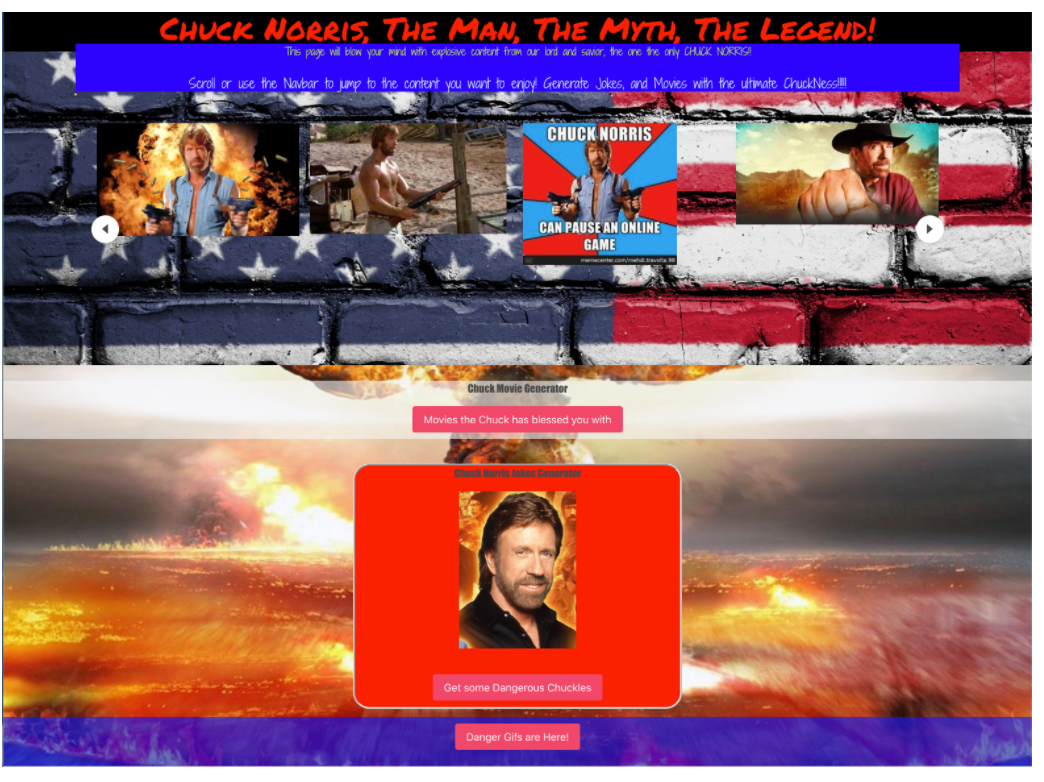 Chuck Norris, The Man, The Myth, The Legend!
This page will blow your mind with explosive content from our lord and savior, the one the only CHUCK NORRIS!!
Scroll or use the Navbar to jump to the content you want to enjoy! Generate Jokes, and Movies with the ultimate ChuckNess!!!!!
CHUCK NORRIS
CAN PAUSE AN ONLINE
GAME
memecenter.com/mehdi.travolta.90
Chuck Movie Generator
Movies the Chuck has blessed you with
Chuck Norris Jokes Generator
Get some Dangerous Chuckles
Danger Gifs are Here!